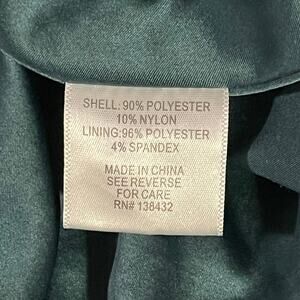 SHELL: 90% POLYESTER
10% NYLON
LINING: 96% POLYESTER
4% SPANDEX
MADE IN CHINA
SEE REVERSE
FOR CARE
RN# 138432